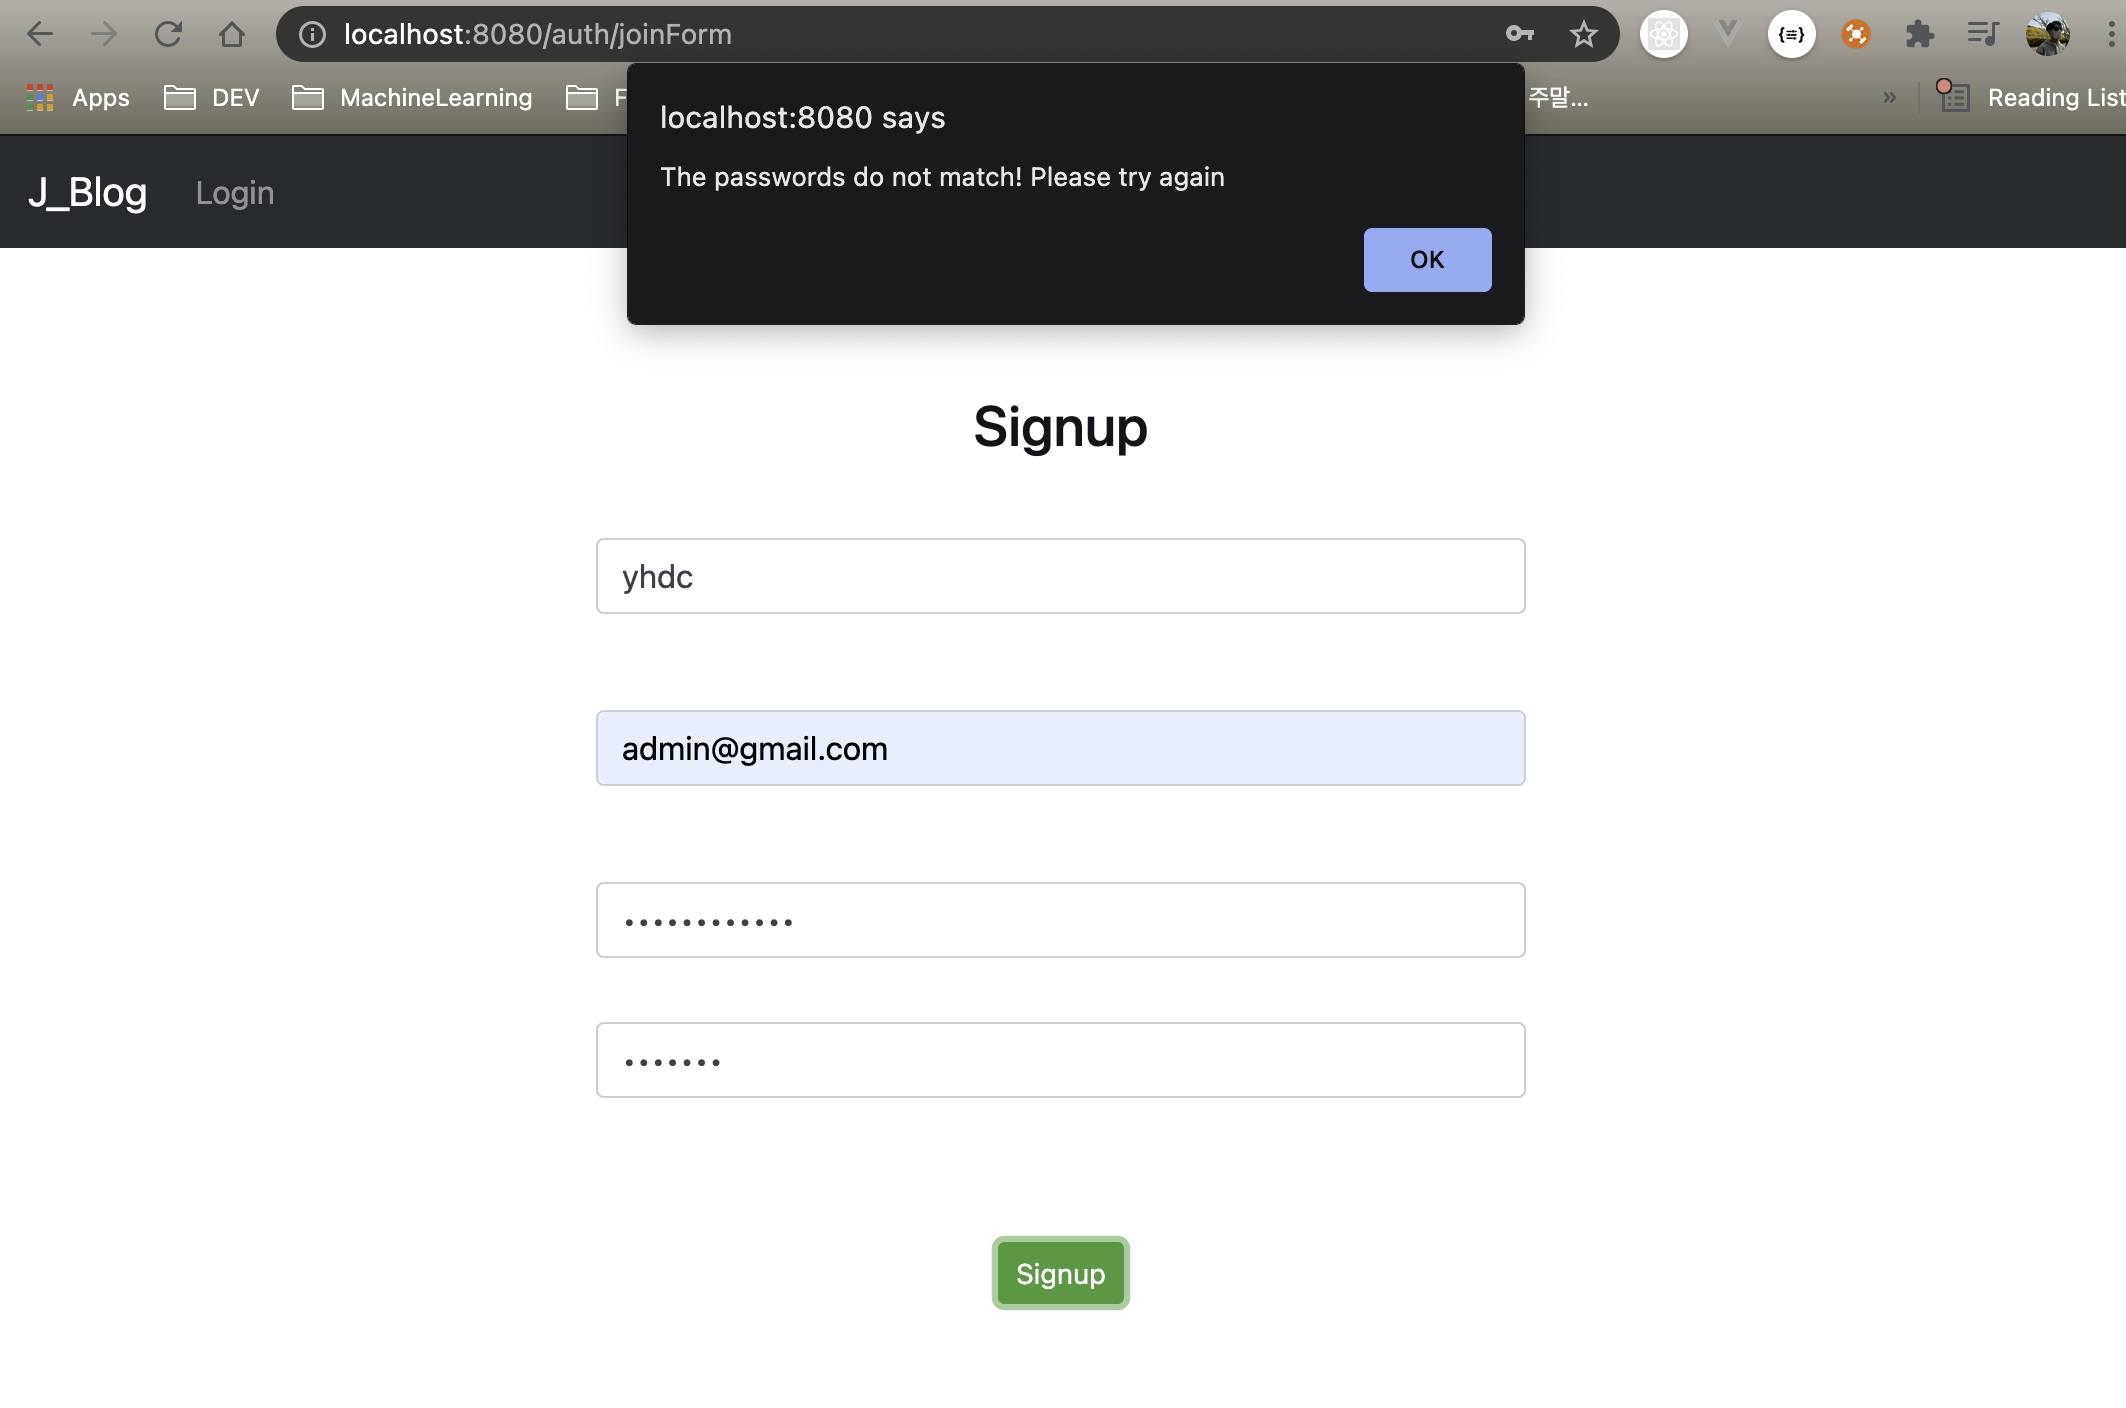 localhost:8080/auth/joinForm
Apps DEV MachineLearning F 주말... » Reading List
localhost:8080 says
The passwords do not match! Please try again
OK
J_Blog Login
Signup
yhdc
admin@gmail.com
••••••••••••
•••••••
Signup